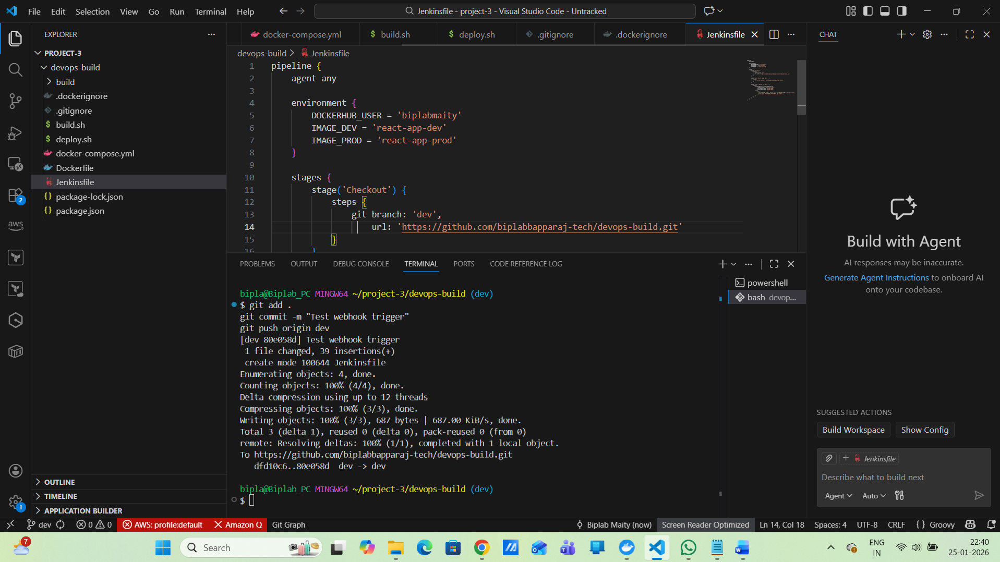 File Edit Selection View Go Run Terminal Help
Jenkinsfile - project-3 - Visual Studio Code - Untracked
EXPLORER
PROJECT-3
devops-build
build
.dockerignore
.gitignore
build.sh
deploy.sh
docker-compose.yml
Dockerfile
Jenkinsfile
package-lock.json
package.json
OUTLINE
TIMELINE
APPLICATION BUILDER
aws
2
1
docker-compose.yml
build.sh
deploy.sh
.gitignore
.dockerignore
Jenkinsfile
devops-build > Jenkinsfile
1 pipeline {
2 agent any
3
4 environment {
5 DOCKERHUB_USER = 'biplabmaity'
6 IMAGE_DEV = 'react-app-dev'
7 IMAGE_PROD = 'react-app-prod'
8 }
9
10 stages {
11 stage('Checkout') {
12 steps {
13 git branch: 'dev',
14 url: 'https://github.com/biplabbapparaj-tech/devops-build.git'
15 }
16 }
PROBLEMS OUTPUT DEBUG CONSOLE TERMINAL PORTS CODE REFERENCE LOG
bipla@Biplab_PC MINGW64 ~/project-3/devops-build (dev)
$ git add .
git commit -m "Test webhook trigger"
git push origin dev
[dev 80e058d] Test webhook trigger
1 file changed, 39 insertions(+)
create mode 100644 Jenkinsfile
Enumerating objects: 4, done.
Counting objects: 100% (4/4), done.
Delta compression using up to 12 threads
Compressing objects: 100% (3/3), done.
Writing objects: 100% (3/3), 687 bytes | 687.00 KiB/s, done.
Total 3 (delta 1), reused 0 (delta 0), pack-reused 0 (from 0)
remote: Resolving deltas: 100% (1/1), completed with 1 local object.
To https://github.com/biplabbapparaj-tech/devops-build.git
dfd10c6..80e058d dev -> dev
bipla@Biplab_PC MINGW64 ~/project-3/devops-build (dev)
$
powershell
bash devop...
CHAT
Build with Agent
AI responses may be inaccurate.
Generate Agent Instructions to onboard AI
onto your codebase.
SUGGESTED ACTIONS
Build Workspace
Show Config
Jenkinsfile
Describe what to build next
Agent
Auto
dev
0 0
AWS: profile:default
Amazon Q
Git Graph
Biplab Maity (now)
Screen Reader Optimized
Ln 14, Col 18
Spaces: 4
UTF-8
CRLF
{ } Groovy
7
Search
ENG
IN
22:40
25-01-2026